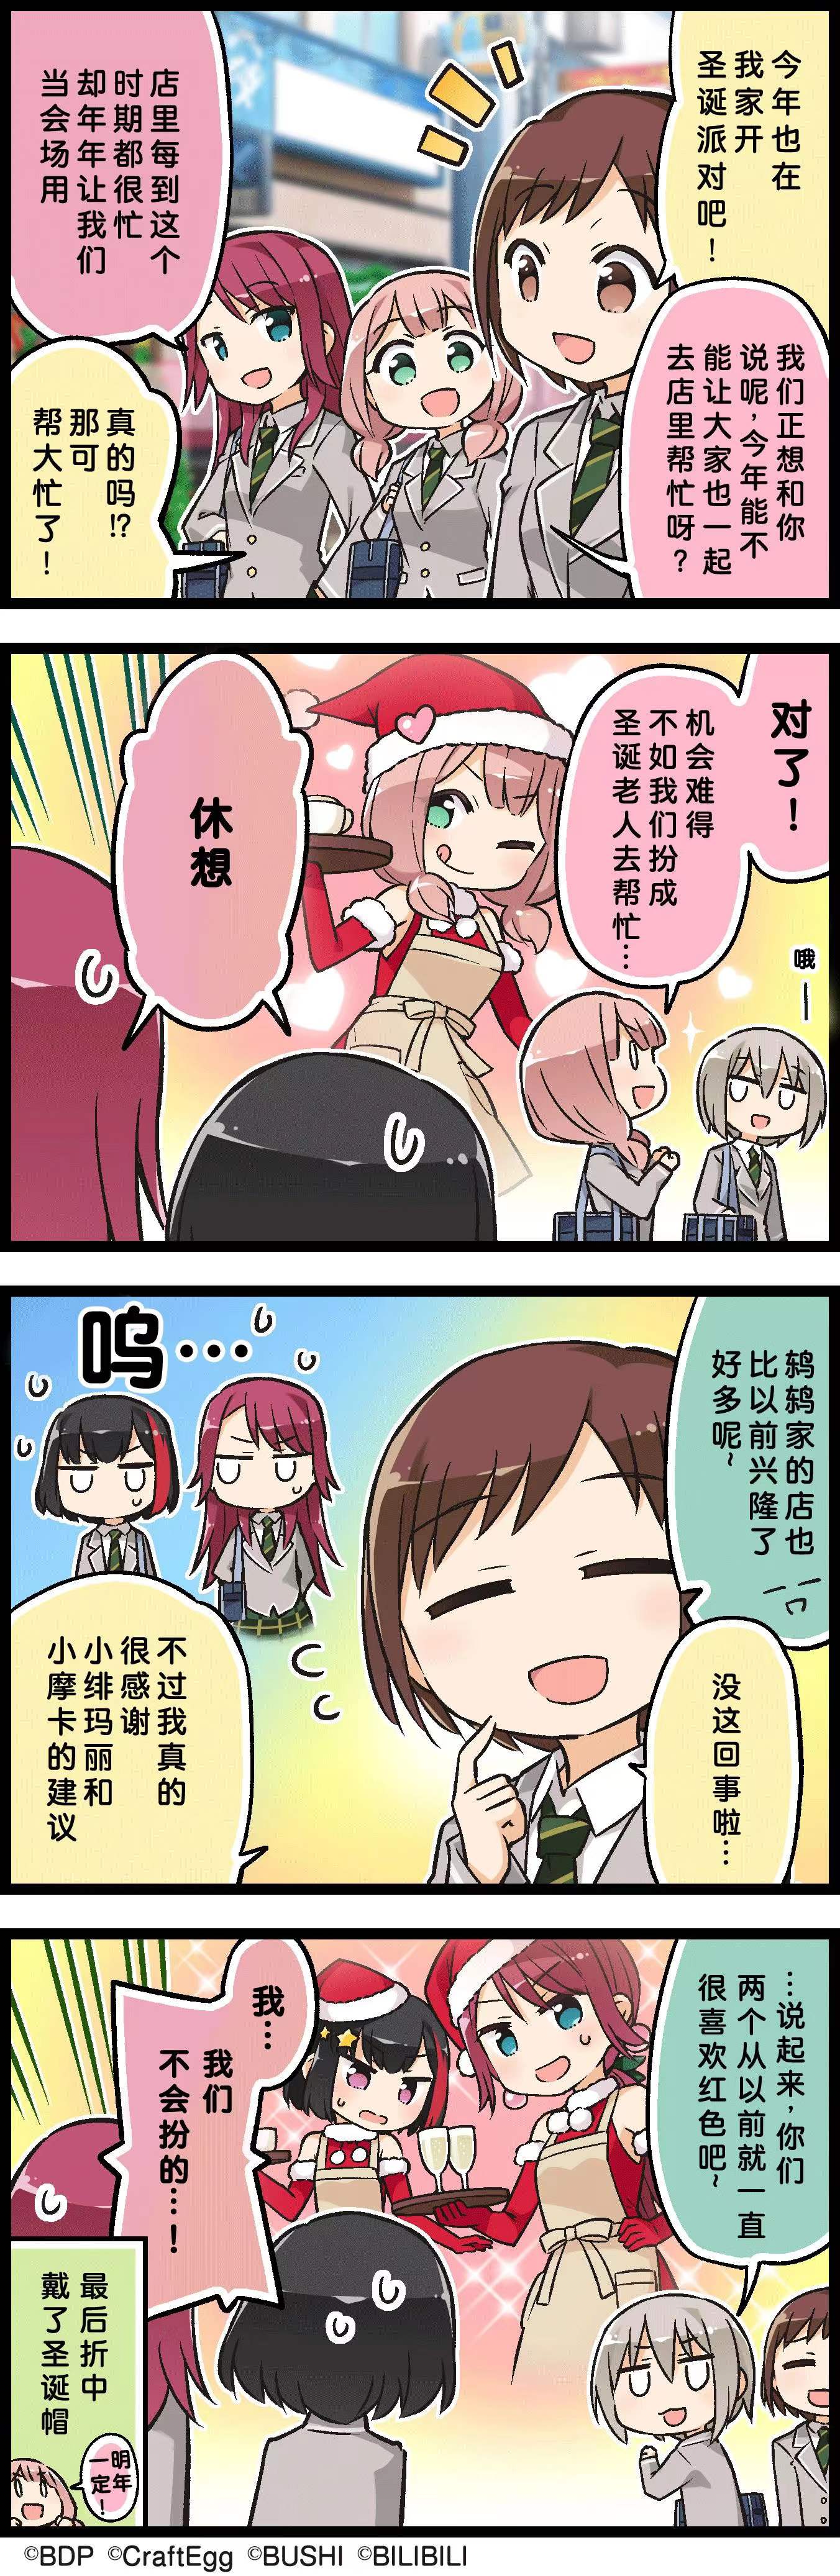 今年也在
我家开
圣诞派对吧！
店里每到这个
时期都很忙
却年年让我们
当会场用
我们正想和你
说呢，今年能不
能让大家也一起
去店里帮忙呀？
真的吗!?
那可
帮大忙了！
对了！
机会难得
不如我们扮成
圣诞老人去帮忙…
哦—
休想
鸫鸫家的店也
比以前兴隆了
好多呢~
呜…
没这回事啦…
不过我真的
很感谢
小绯玛丽和
小摩卡的建议
…说起来，你们
两个从以前就一直
很喜欢红色吧~
我…
我们
不会扮的…！
最后折中
戴了圣诞帽
明年
一定！
©BDP ©CraftEgg ©BUSHI ©BILIBILI